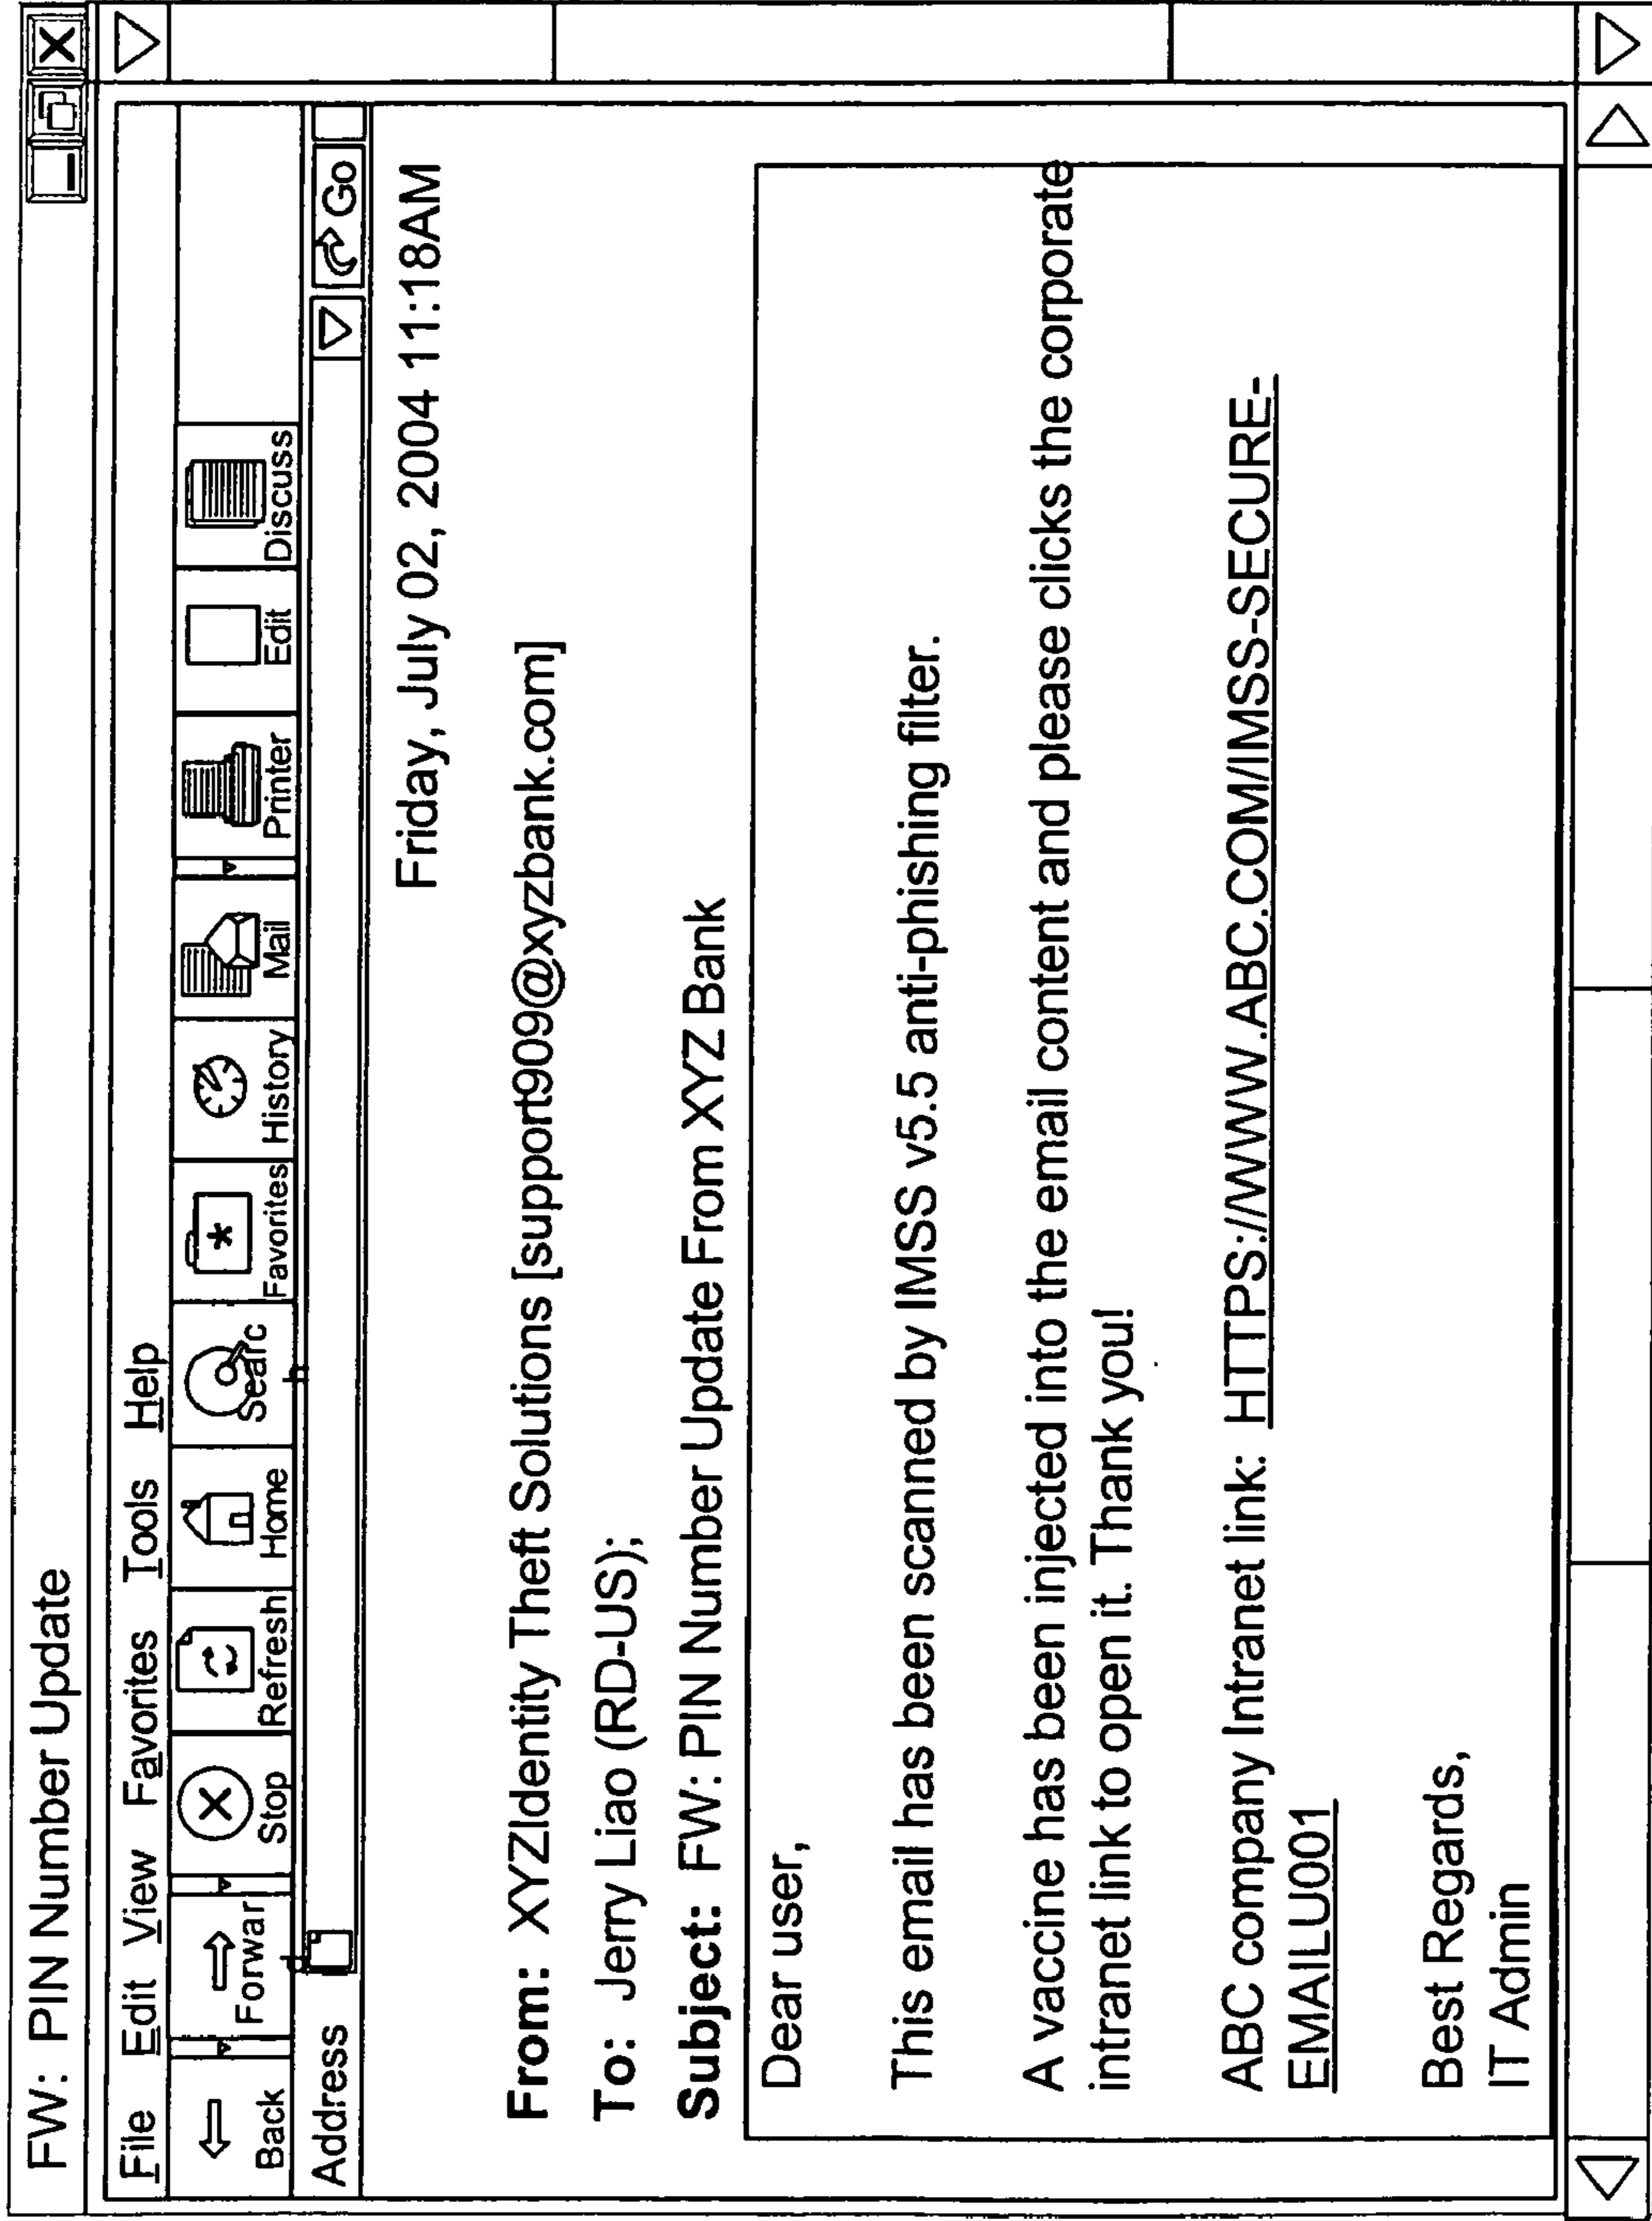 FW: PIN Number Update
File Edit View Favorites Tools Help
Back Forwar Stop Refresh Home Searc Favorites History Mail Printer Edit Discuss
Address Go
Friday, July 02, 2004 11:18AM
From: XYZIdentity Theft Solutions [support909@xyzbank.com]
To: Jerry Liao (RD-US);
Subject: FW: PIN Number Update From XYZ Bank
Dear user,
This email has been scanned by IMSS v5.5 anti-phishing filter.
A vaccine has been injected into the email content and please clicks the corporate
intranet link to open it. Thank you!
ABC company Intranet link: HTTPS://WWW.ABC.COM/IMSS-SECURE-
EMAILU001
Best Regards,
IT Admin